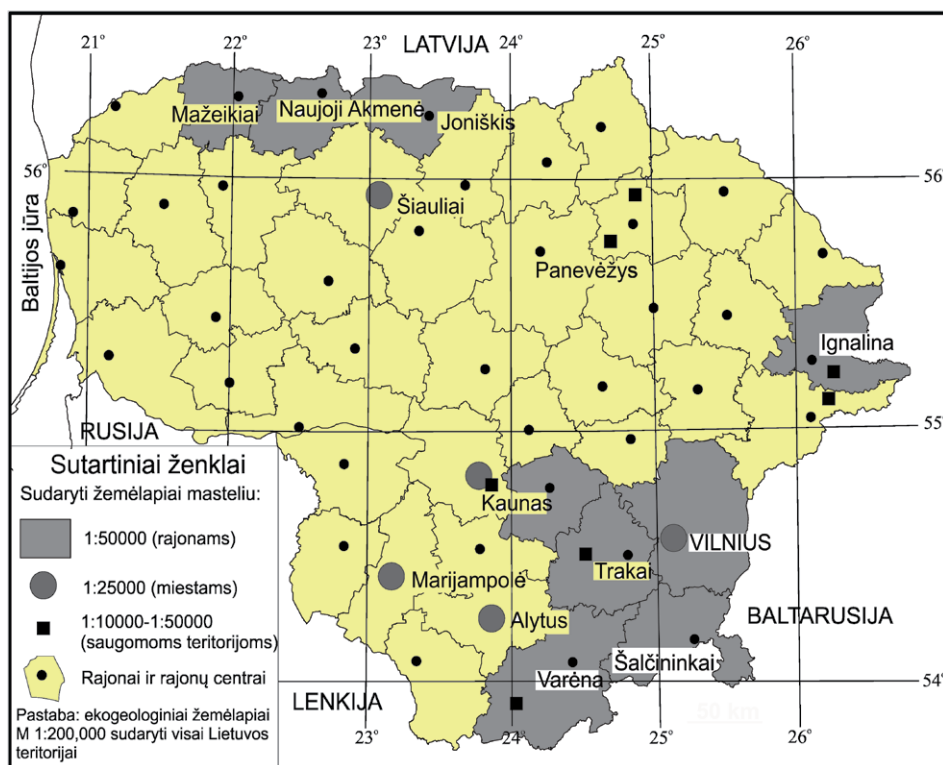 21°
22°
23°
LATVIJA
24°
25°
26°
Mažeikiai
Naujoji Akmenė
Joniškis
56°
56°
Šiauliai
Baltijos jūra
Panevėžys
Ignalina
RUSIJA
55°
Sutartiniai ženklai
Sudaryti žemėlapiai masteliu:
1:50000 (rajonams)
1:25000 (miestams)
1:10000-1:50000
(saugomoms teritorijoms)
Rajonai ir rajonų centrai
Pastaba: ekogeologiniai žemėlapiai
M 1:200,000 sudaryti visai Lietuvos
teritorijai
Kaunas
VILNIUS
Trakai
Marijampolė
Alytus
BALTARUSIJA
Šalčininkai
Varėna
LENKIJA
54°
50 km
23°
24°
25°
26°